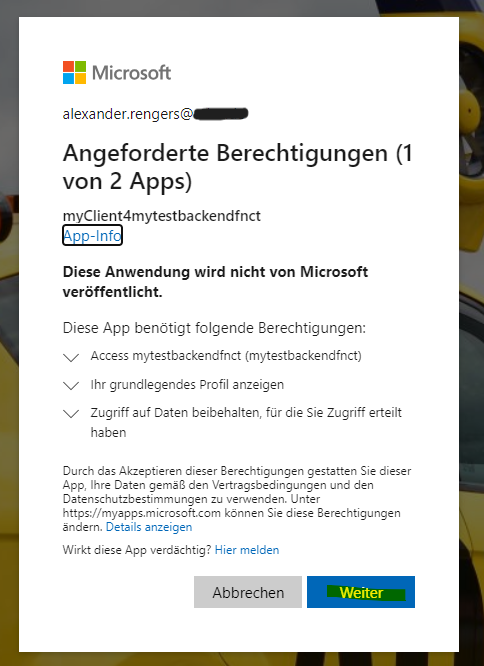 Microsoft
alexander.rengers@
Angeforderte Berechtigungen (1
von 2 Apps)
myClient4mytestbackendfnct
App-Info
Diese Anwendung wird nicht von Microsoft
veröffentlicht.
Diese App benötigt folgende Berechtigungen:
Access mytestbackendfnct (mytestbackendfnct)
Ihr grundlegendes Profil anzeigen
Zugriff auf Daten beibehalten, für die Sie Zugriff erteilt
haben
Durch das Akzeptieren dieser Berechtigungen gestatten Sie dieser
App, Ihre Daten gemäß den Vertragsbedingungen und den
Datenschutzbestimmungen zu verwenden. Unter
https://myapps.microsoft.com können Sie diese Berechtigungen
ändern. Details anzeigen
Wirkt diese App verdächtig? Hier melden
Abbrechen Weiter